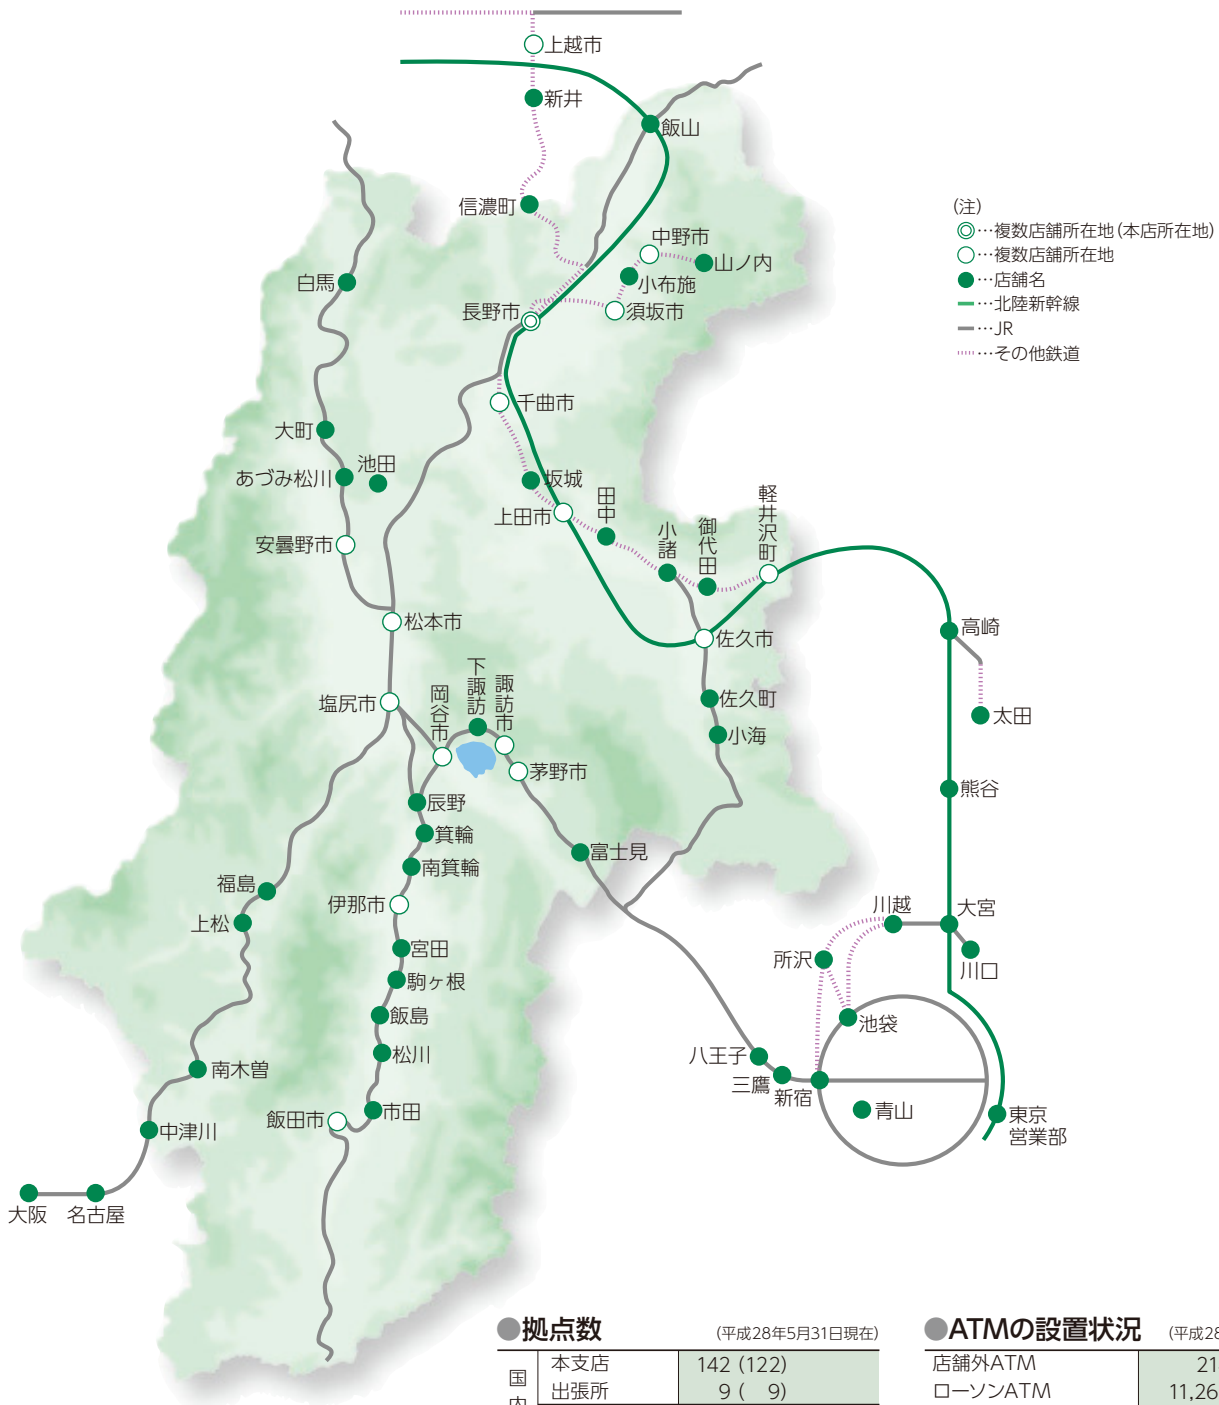 上越市
新井
飯山
信濃町
中野市
山ノ内
小布施
須坂市
長野市
白馬
千曲市
大町
池田
あづみ松川
坂城
上田市
田中
小諸
御代田
軽井沢町
安曇野市
松本市
佐久市
高崎
塩尻市
岡谷市
下諏訪
諏訪市
茅野市
佐久町
小海
太田
熊谷
辰野
箕輪
南箕輪
富士見
福島
上松
伊那市
宮田
駒ヶ根
飯島
松川
市田
飯田市
南木曽
中津川
大阪
名古屋
川越
大宮
川口
所沢
池袋
八王子
三鷹
新宿
青山
東京
営業部
(注)
◎…複数店舗所在地(本店所在地)
○…複数店舗所在地
●…店舗名
…北陸新幹線
…JR
…その他鉄道
●拠点数 (平成28年5月31日現在)
国内
本支店 142 (122)
出張所 9 ( 9)
●ATMの設置状況 (平成28
店舗外ATM 21
ローソンATM 11,26